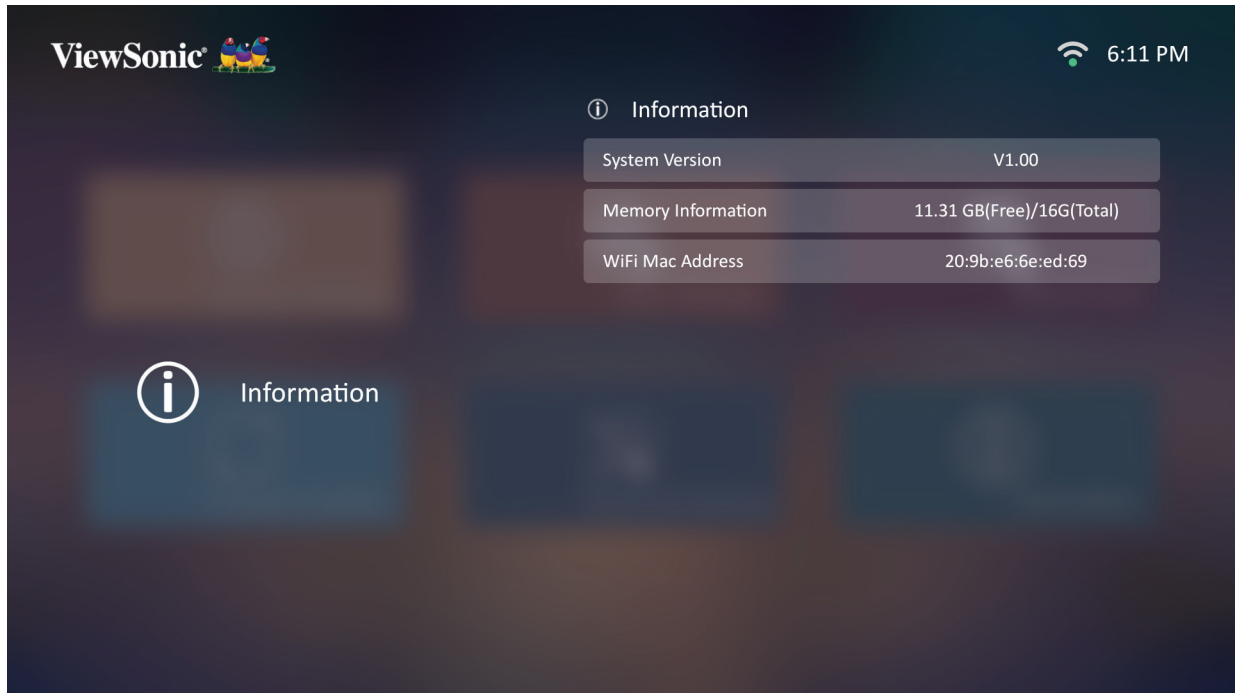 ViewSonic®
6:11 PM
Information
System Version V1.00
Memory Information 11.31 GB(Free)/16G(Total)
WiFi Mac Address 20:9b:e6:6e:ed:69
Information